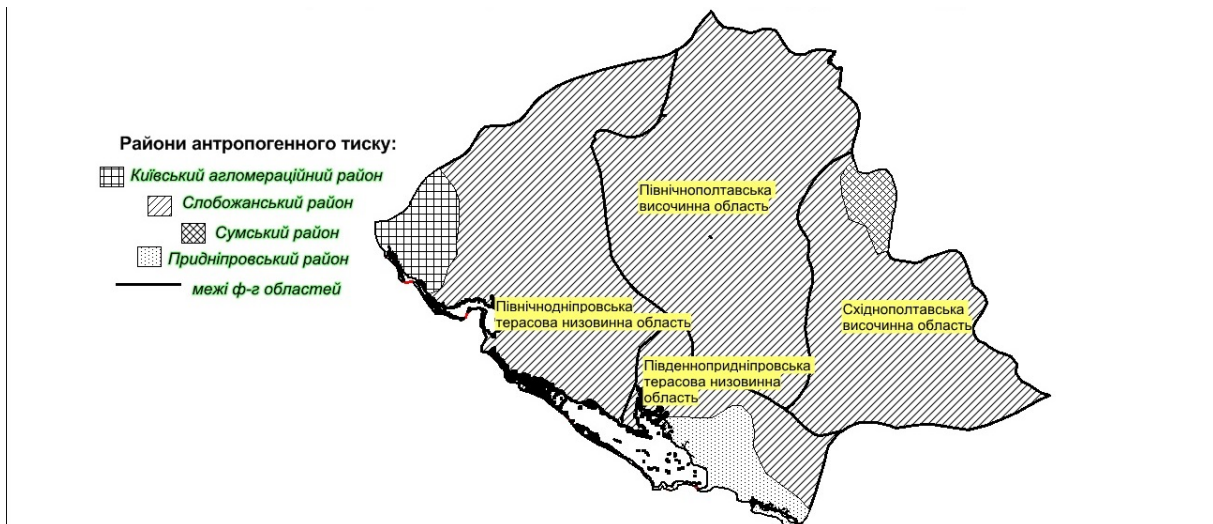 Райони антропогенного тиску:
Київський агломераційний район
Слобожанський район
Сумський район
Придніпровський район
межі ф-г областей
Північнополтавська
височинна область
Північнодніпровська
терасова низовинна область
Східнополтавська
височинна область
Південнопридніпровська
терасова низовинна
область